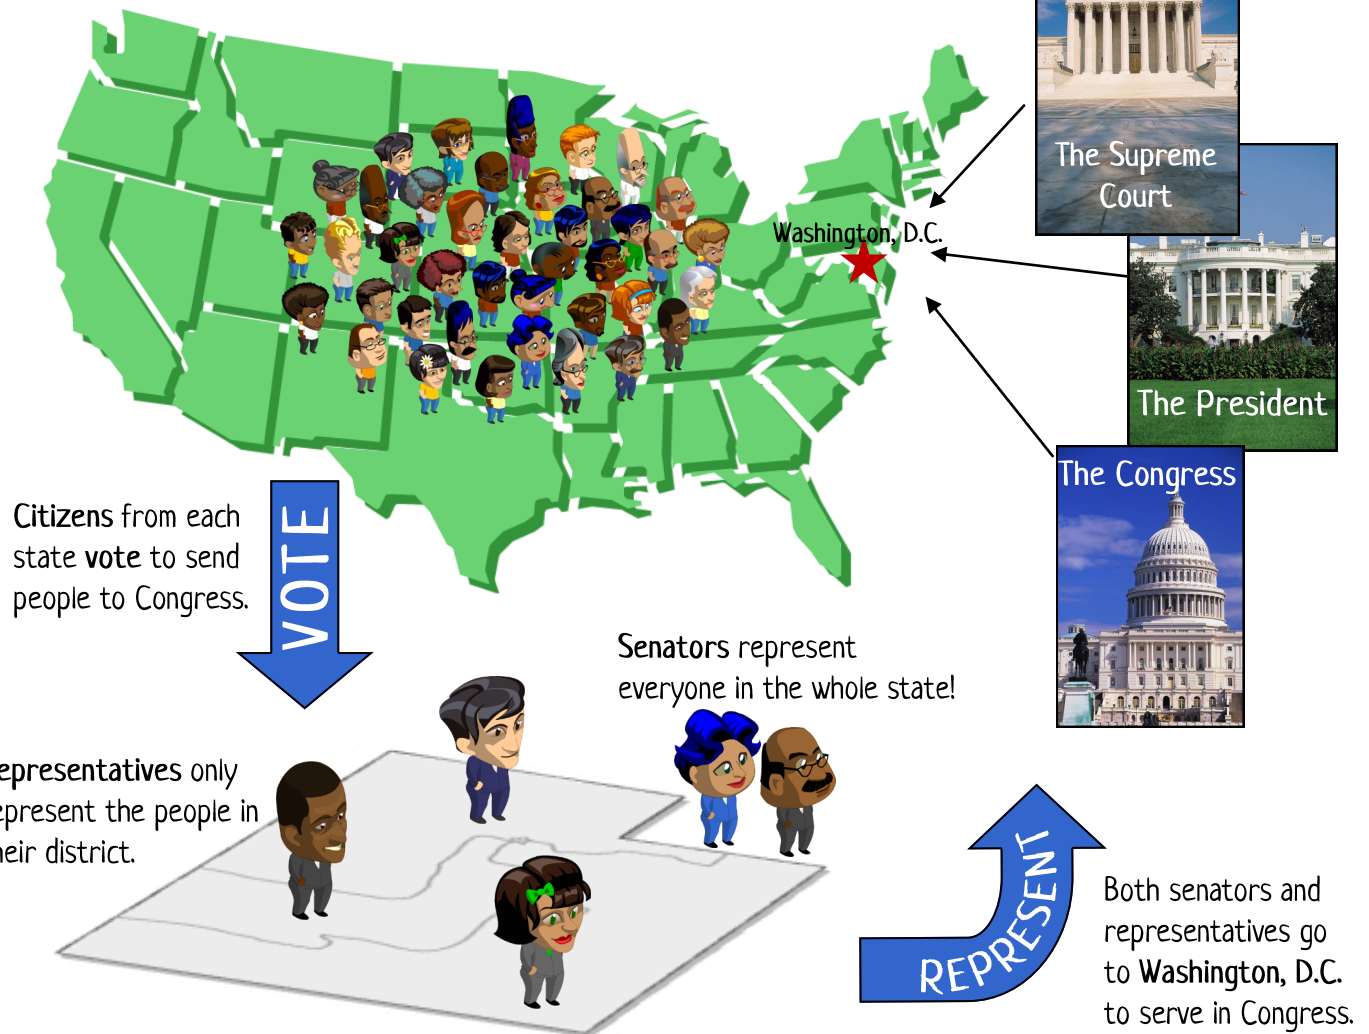 The Supreme
Court
Washington, D.C.
The President
The Congress
Citizens from each
state vote to send
people to Congress.
VOTE
Senators represent
everyone in the whole state!
epresentatives only
epresent the people in
heir district.
REPRESENT
Both senators and
representatives go
to Washington, D.C.
to serve in Congress.